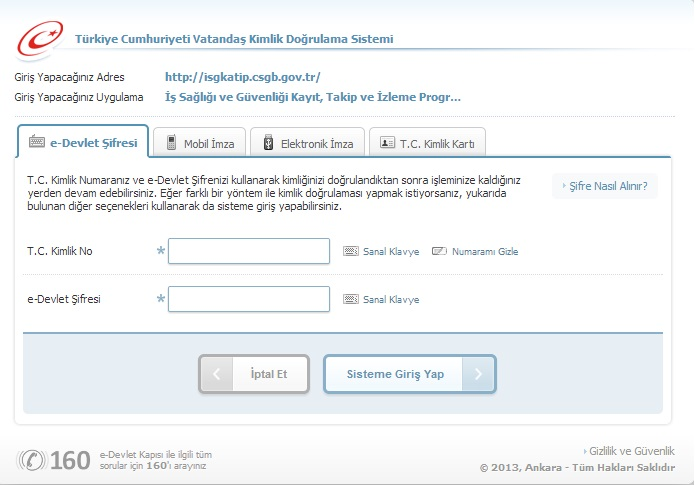 Türkiye Cumhuriyeti Vatandaş Kimlik Doğrulama Sistemi
Giriş Yapacağınız Adres http://isgkatip.csgb.gov.tr/
Giriş Yapacağınız Uygulama İş Sağlığı ve Güvenliği Kayıt, Takip ve İzleme Progr...
e-Devlet Şifresi Mobil İmza Elektronik İmza T.C. Kimlik Kartı
T.C. Kimlik Numaranız ve e-Devlet Şifrenizi kullanarak kimliğinizi doğrulandıktan sonra işleminize kaldığınız
yerden devam edebilirsiniz. Eğer farklı bir yöntem ile kimlik doğrulaması yapmak istiyorsanız, yukarıda
bulunan diğer seçenekleri kullanarak da sisteme giriş yapabilirsiniz.
› Şifre Nasıl Alınır?
T.C. Kimlik No * Sanal Klavye Numaramı Gizle
e-Devlet Şifresi * Sanal Klavye
İptal Et Sisteme Giriş Yap
160 e-Devlet Kapısı ile ilgili tüm
sorular için 160'ı arayınız
› Gizlilik ve Güvenlik
© 2013, Ankara - Tüm Hakları Saklıdır